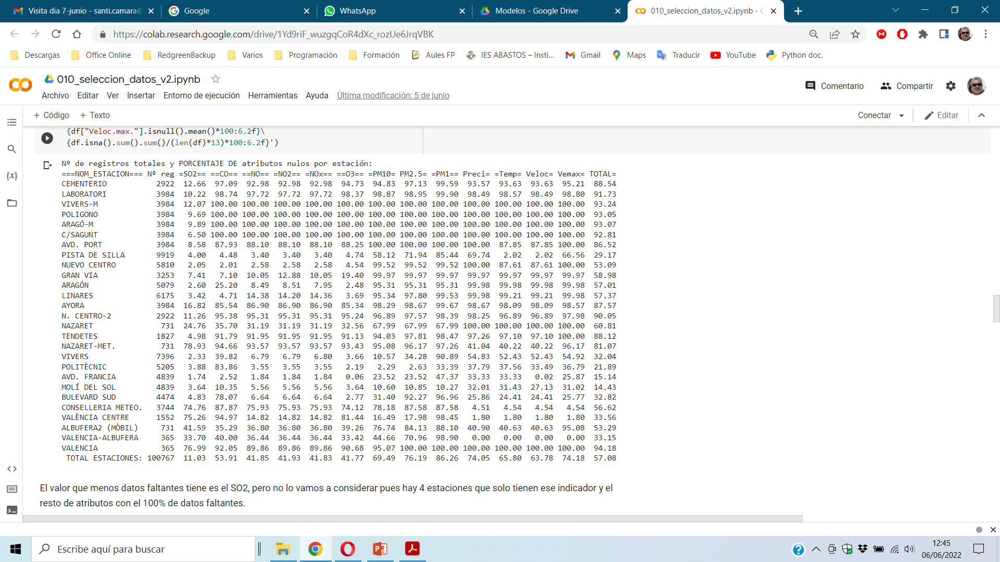 Visita dia 7-junio - santi.camara@
Google
WhatsApp
Modelos - Google Drive
010_seleccion_datos_v2.ipynb - C
https://colab.research.google.com/drive/1Yd9riF_wuzgqCoR4dXc_rozUe6JrqVBK
Descargas
Office Online
RedgreenBackup
Varios
Programación
Formación
Aules FP
IES ABASTOS – Insti...
Gmail
Maps
Traducir
YouTube
Python doc.
010_seleccion_datos_v2.ipynb
Comentario
Compartir
Archivo Editar Ver Insertar Entorno de ejecución Herramientas Ayuda Última modificación: 5 de junio
+ Código + Texto
Conectar
Editar
{df["Veloc.max."].isnull().mean()*100:6.2f}\
{df.isna().sum().sum()/(len(df)*13)*100:6.2f}')
Nº de registros totales y PORCENTAJE DE atributos nulos por estación:
===NOM_ESTACION=== Nº reg =SO2== ==CO== ==NO== =NO2== =NOx== ==O3== =PM10= PM2.5= =PM1== Preci= =Temp= Veloc= Vemax= TOTAL=
CEMENTERIO 2922 12.66 97.09 92.98 92.98 92.98 94.73 94.83 97.13 99.59 93.57 93.63 93.63 95.21 88.54
LABORATORI 3984 10.22 98.74 97.72 97.72 97.72 98.37 98.87 98.95 99.90 98.49 98.57 98.49 98.80 91.73
VIVERS-M 3984 12.07 100.00 100.00 100.00 100.00 100.00 100.00 100.00 100.00 100.00 100.00 100.00 100.00 93.24
POLIGONO 3984 9.69 100.00 100.00 100.00 100.00 100.00 100.00 100.00 100.00 100.00 100.00 100.00 100.00 93.05
ARAGÓ-M 3984 9.89 100.00 100.00 100.00 100.00 100.00 100.00 100.00 100.00 100.00 100.00 100.00 100.00 93.07
C/SAGUNT 3984 6.50 100.00 100.00 100.00 100.00 100.00 100.00 100.00 100.00 100.00 100.00 100.00 100.00 92.81
AVD. PORT 3984 8.58 87.93 88.10 88.10 88.10 88.25 100.00 100.00 100.00 100.00 87.85 87.85 100.00 86.52
PISTA DE SILLA 9919 4.00 4.48 3.40 3.40 3.40 4.74 58.12 71.94 85.44 69.74 2.02 2.02 66.56 29.17
NUEVO CENTRO 5810 2.05 2.01 2.58 2.58 2.58 4.54 99.52 99.52 99.52 100.00 87.61 87.61 100.00 53.09
GRAN VIA 3253 7.41 7.10 10.05 12.88 10.05 19.40 99.97 99.97 99.97 99.97 99.97 99.97 99.97 58.98
ARAGÓN 5079 2.60 25.20 8.49 8.51 7.95 2.48 95.31 95.31 95.31 99.98 99.98 99.98 99.98 57.01
LINARES 6175 3.42 4.71 14.38 14.20 14.36 3.69 95.34 97.80 99.53 99.98 99.21 99.21 99.98 57.37
AYORA 3984 16.82 85.54 86.90 86.90 86.90 85.34 98.29 98.67 99.67 98.67 98.09 98.09 98.57 87.57
N. CENTRO-2 2922 11.26 95.38 95.31 95.31 95.31 95.24 96.89 97.57 98.39 98.25 96.89 96.89 97.98 90.05
NAZARET 731 24.76 35.70 31.19 31.19 31.19 32.56 67.99 67.99 67.99 100.00 100.00 100.00 100.00 60.81
TENDETES 1827 4.98 91.79 91.95 91.95 91.95 91.13 94.03 97.81 98.47 97.26 97.10 97.10 100.00 88.12
NAZARET-MET. 731 78.93 94.66 93.57 93.57 93.57 93.43 95.08 96.17 97.26 41.04 40.22 40.22 96.17 81.07
VIVERS 7396 2.33 39.82 6.79 6.79 6.80 3.66 10.57 34.28 90.89 54.83 52.43 52.43 54.92 32.04
POLITÈCNIC 5205 3.88 83.86 3.55 3.55 3.55 2.19 2.29 2.63 33.39 37.79 37.56 33.49 36.79 21.89
AVD. FRANCIA 4839 1.74 2.52 1.84 1.84 1.84 0.06 23.52 23.52 47.37 33.33 33.33 0.02 25.87 15.14
MOLÍ DEL SOL 4839 3.64 10.35 5.56 5.56 5.56 3.64 10.60 10.85 10.27 32.01 31.43 27.13 31.02 14.43
BULEVARD SUD 4474 4.83 78.07 6.64 6.64 6.64 2.77 31.40 92.27 96.96 25.86 24.41 24.41 25.77 32.82
CONSELLERIA METEO. 3744 74.76 87.87 75.93 75.93 75.93 74.12 78.18 87.58 87.58 4.51 4.54 4.54 4.54 56.62
VALÈNCIA CENTRE 1552 75.26 94.97 14.82 14.82 14.82 81.44 16.49 17.98 98.45 1.80 1.80 1.80 1.80 33.56
ALBUFERA2 (MÒBIL) 731 41.59 35.29 36.80 36.80 36.80 39.26 76.74 84.13 88.10 40.90 40.63 40.63 95.08 53.29
VALENCIA-ALBUFERA 365 33.70 40.00 36.44 36.44 36.44 33.42 44.66 70.96 98.90 0.00 0.00 0.00 0.00 33.15
VALENCIA 365 76.99 92.05 89.86 89.86 89.86 90.68 95.07 100.00 100.00 100.00 100.00 100.00 100.00 94.18
TOTAL ESTACIONES: 100767 11.03 53.91 41.85 41.93 41.83 41.77 69.49 76.19 86.26 74.05 65.80 63.78 74.18 57.08
El valor que menos datos faltantes tiene es el SO2, pero no lo vamos a considerar pues hay 4 estaciones que solo tienen ese indicador y el
resto de atributos con el 100% de datos faltantes.
Escribe aquí para buscar
12:45
06/06/2022